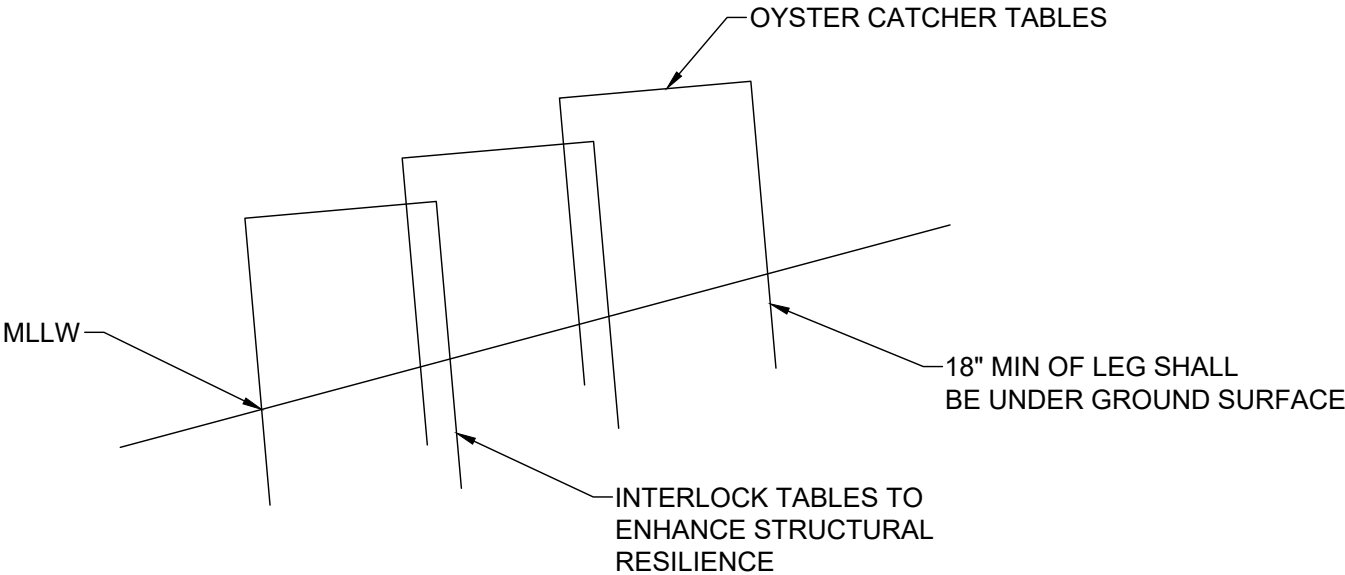 OYSTER CATCHER TABLES
MLLW
18" MIN OF LEG SHALL
BE UNDER GROUND SURFACE
INTERLOCK TABLES TO
ENHANCE STRUCTURAL
RESILIENCE